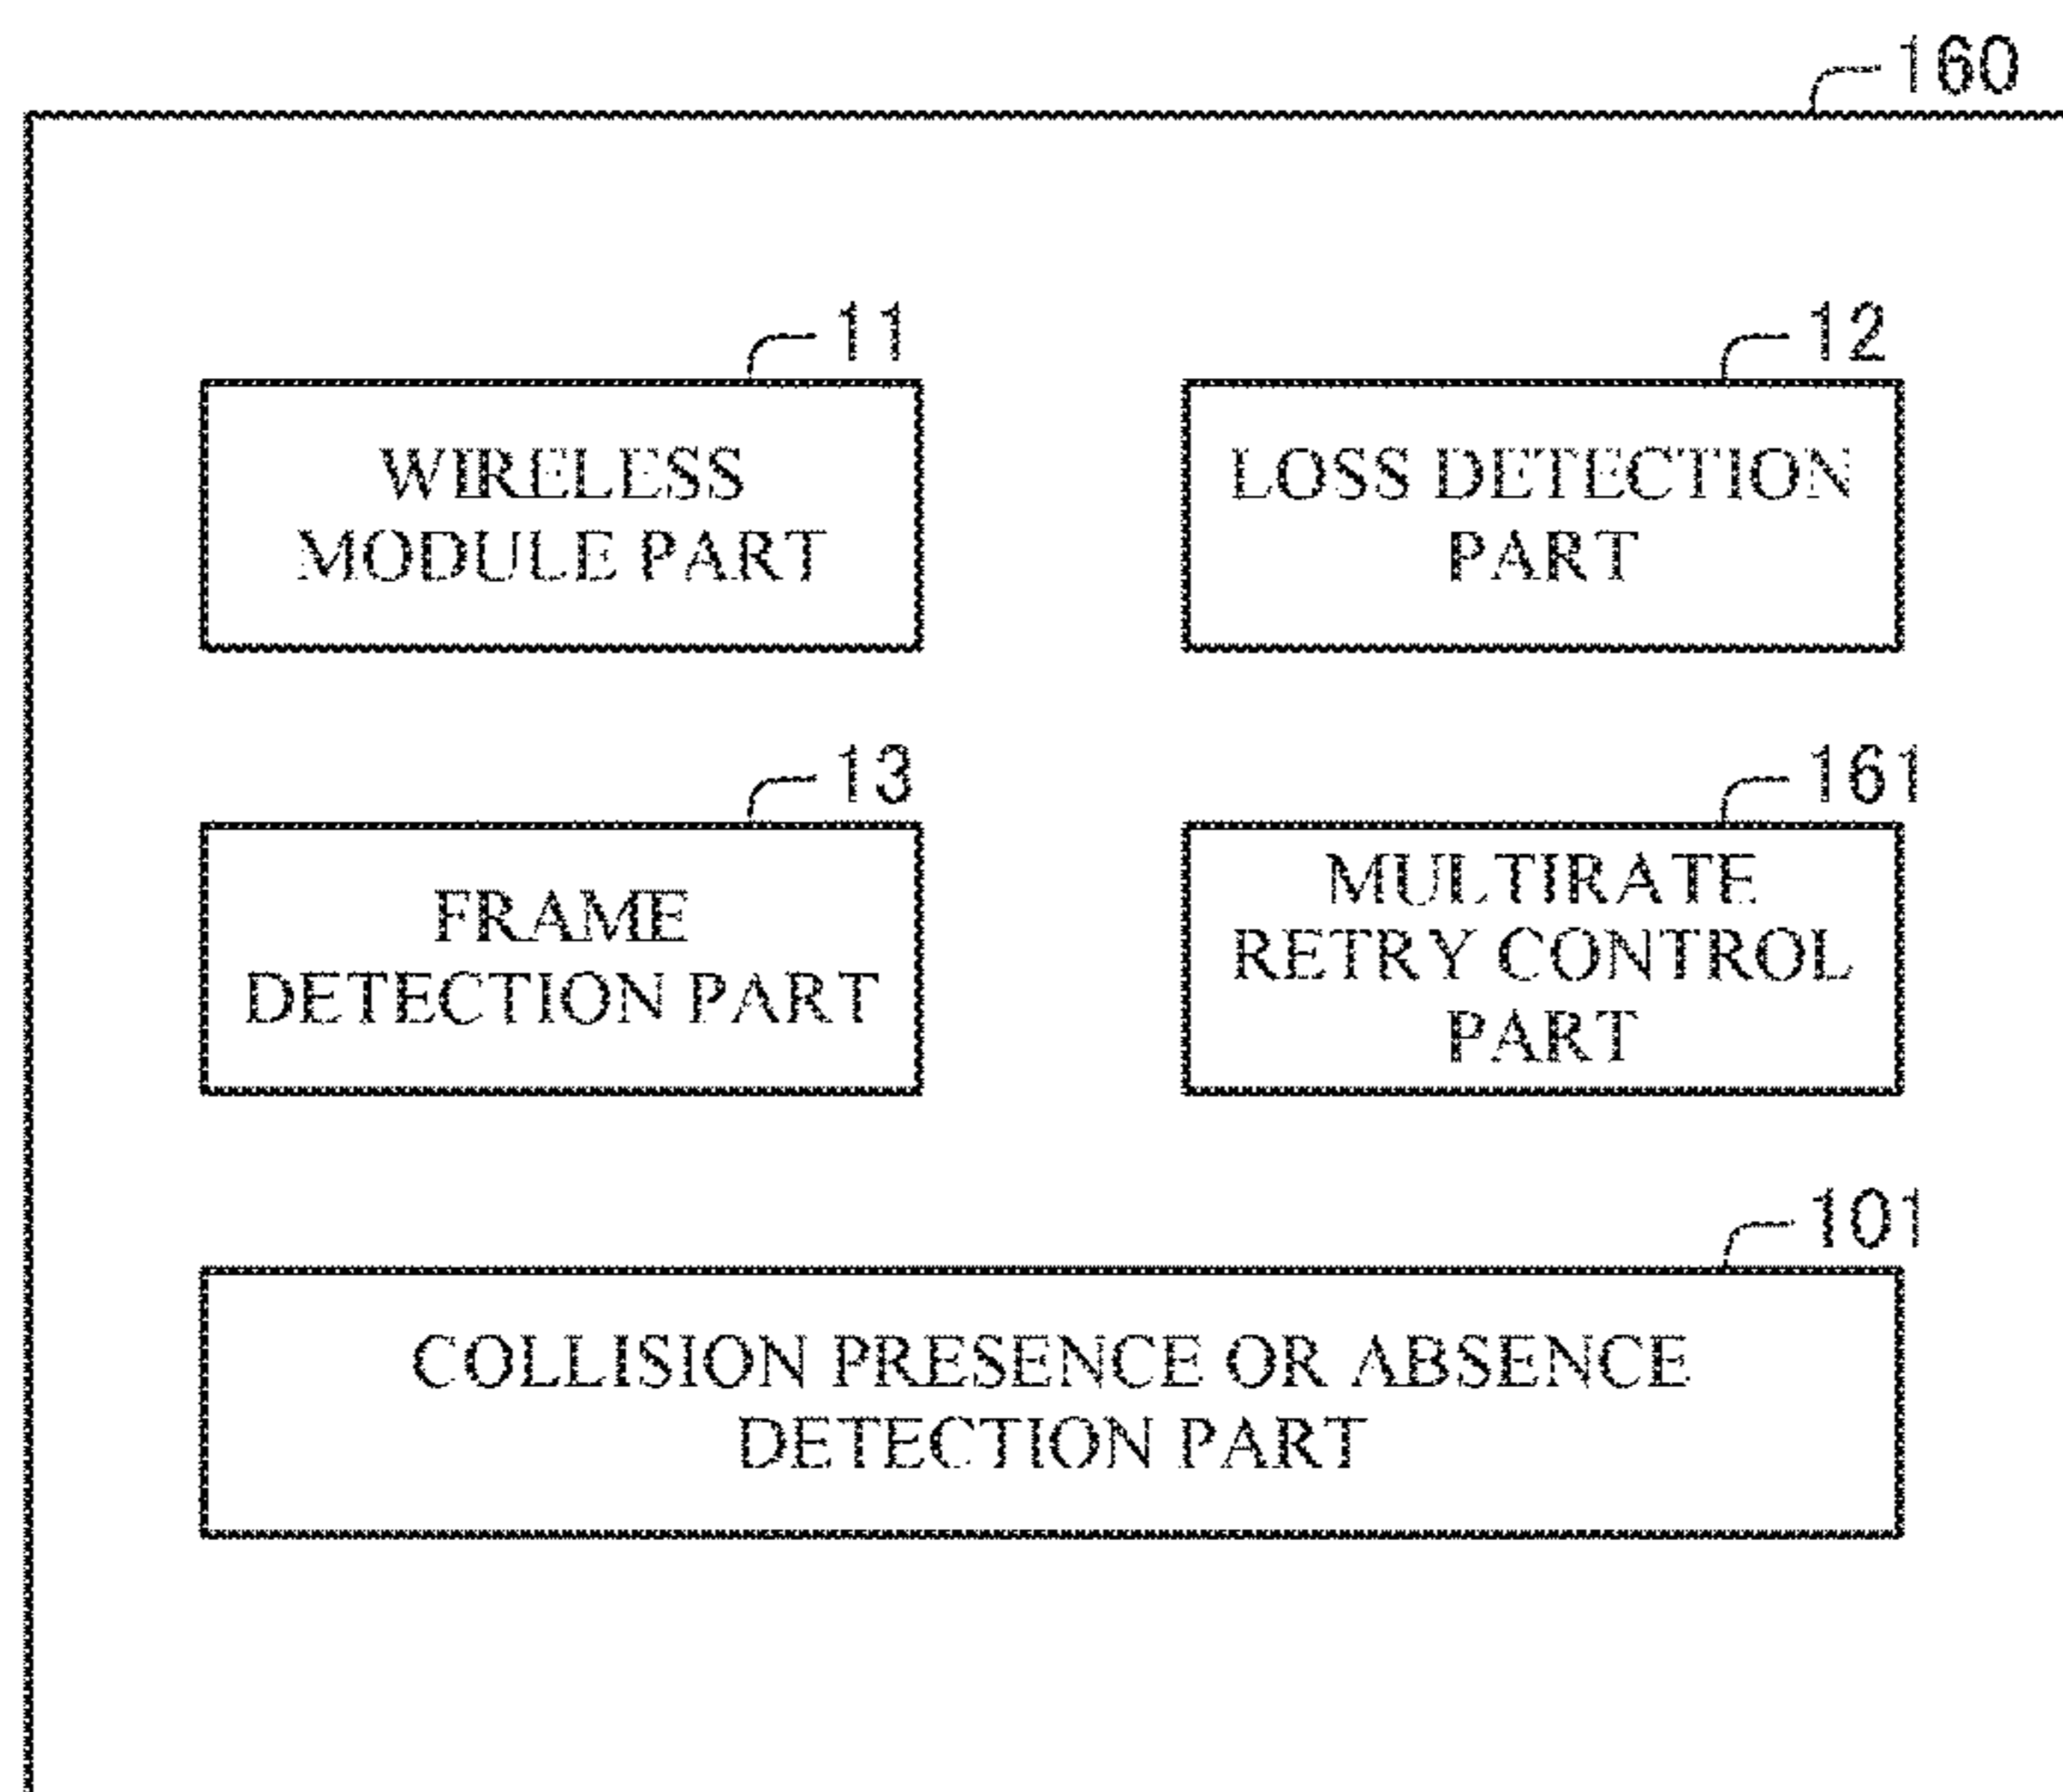 160
11
WIRELESS
MODULE PART
12
LOSS DETECTION
PART
13
FRAME
DETECTION PART
161
MULTIRATE
RETRY CONTROL
PART
101
COLLISION PRESENCE OR ABSENCE
DETECTION PART